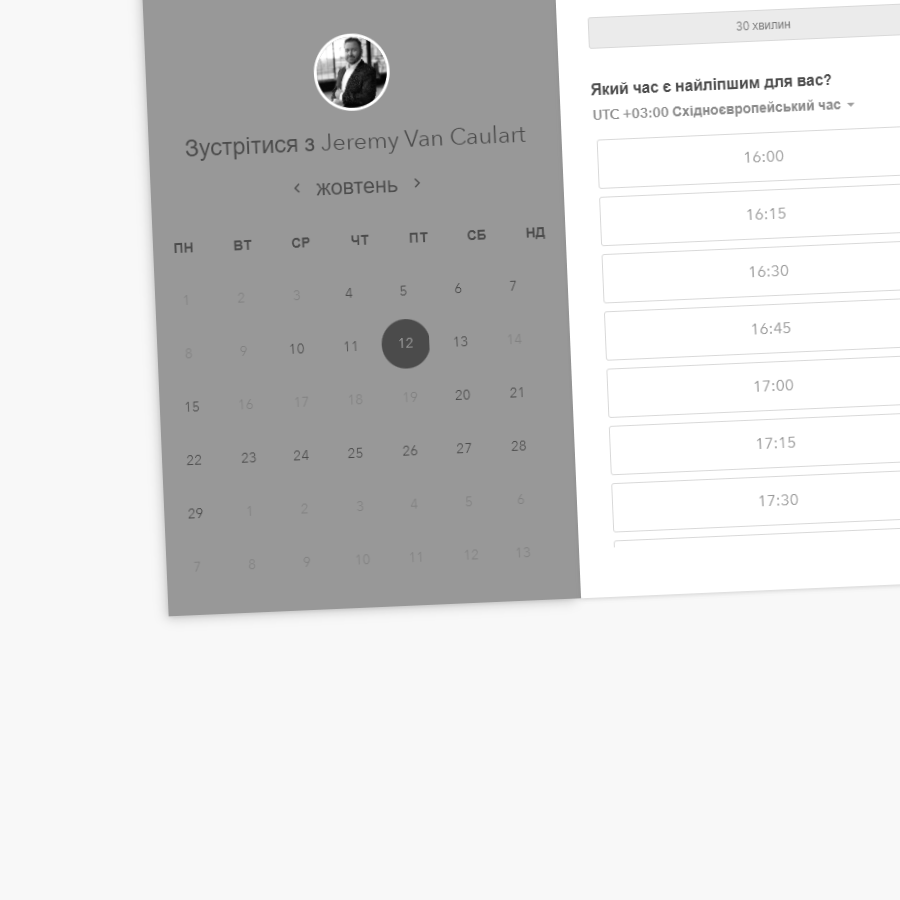 Зустрітися з Jeremy Van Caulart
жовтень
ПН ВТ СР ЧТ ПТ СБ НД
1 2 3 4 5 6 7
8 9 10 11 12 13 14
15 16 17 18 19 20 21
22 23 24 25 26 27 28
29 1 2 3 4 5 6
7 8 9 10 11 12 13
30 хвилин
Який час є найліпшим для вас?
UTC +03:00 Східноєвропейський час
16:00
16:15
16:30
16:45
17:00
17:15
17:30